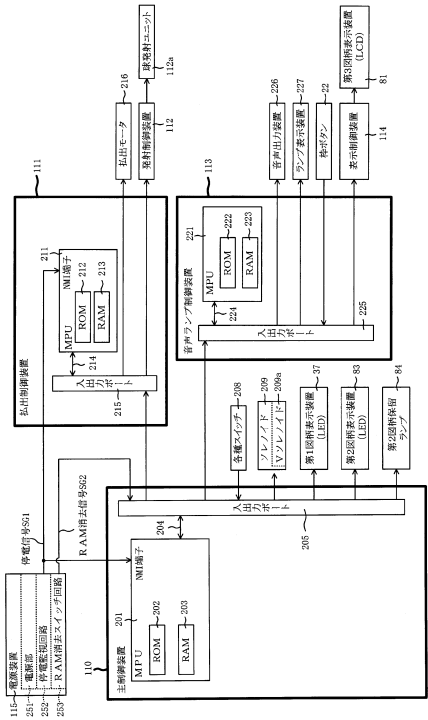 115
電源装置
251
電源部
252
停電監視回路
253
RAM消去スイッチ回路
停電信号SG1
RAM消去信号SG2
110
主制御装置
201
MPU
NMI端子
ROM
202
RAM
203
204
入出力ポート
205
111
払出制御装置
211
NMI端子
MPU
ROM
212
RAM
213
214
入出力ポート
215
払出モータ
216
発射制御装置
112
球発射ユニット
112a
113
音声ランプ制御装置
221
MPU
ROM
222
RAM
223
224
入出力ポート
225
音声出力装置
226
ランプ表示装置
227
枠ボタン
22
表示制御装置
114
第3図柄表示装置
(LCD)
81
各種スイッチ
208
ソレノイド
209
Vソレノイド
209a
第1図柄表示装置
(LED)
37
第2図柄表示装置
(LED)
83
第2図柄保留
ランプ
84